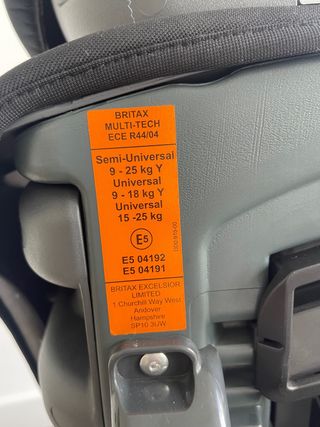 BRITAX
MULTI-TECH
ECE R44/04
Semi-Universal
9 - 25 kg Y
Universal
9 - 18 kg Y
Universal
15 -25 kg
E5
E5 04192
E5 04191
BRITAX EXCELSIOR
LIMITED
1 Churchill Way West
Andover
Hampshire
SP10 3UW